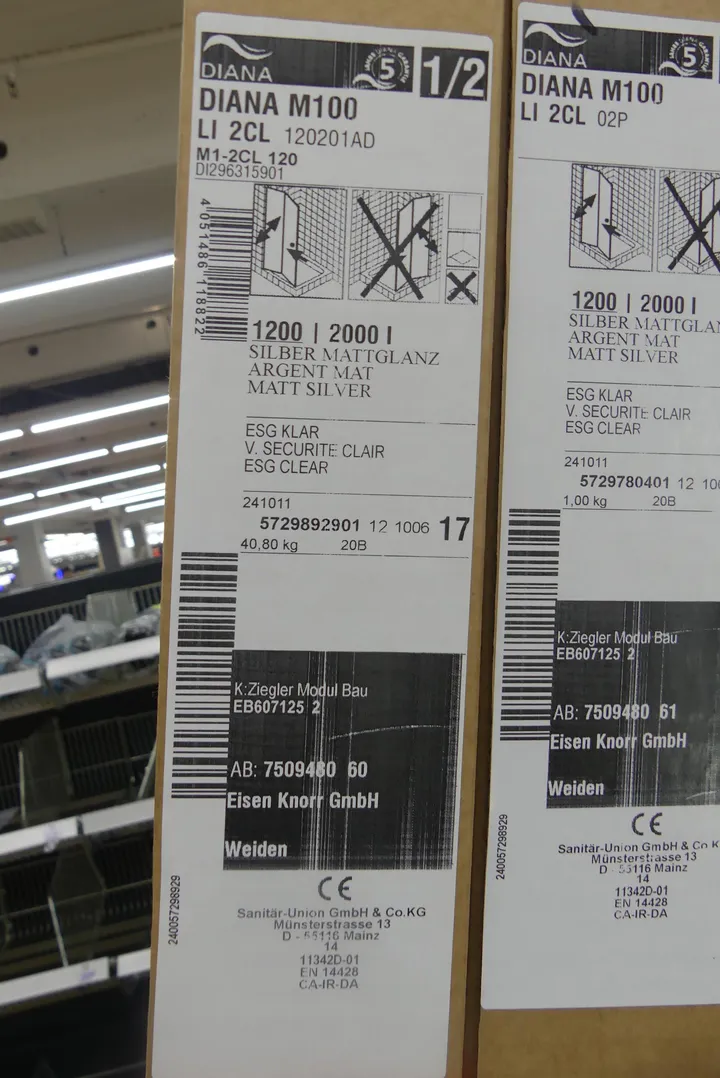 DIANA
5
1/2
DIANA M100
LI 2CL 120201AD
M1-2CL 120
DI296315901
4 051486 118822
1200 | 2000 I
SILBER MATTGLANZ
ARGENT MAT
MATT SILVER
ESG KLAR
V. SECURITE CLAIR
ESG CLEAR
241011
5729892901 12 1006 17
40,80 kg 20B
K:Ziegler Modul Bau
EB607125 2
AB: 7509480 60
Eisen Knorr GmbH
Weiden
240057298929
CE
Sanitär-Union GmbH & Co.KG
Münsterstrasse 13
D - 55116 Mainz
14
11342D-01
EN 14428
CA-IR-DA
DIANA
5
DIANA M100
LI 2CL 02P
1200 | 2000 I
SILBER MATTGLAN
ARGENT MAT
MATT SILVER
ESG KLAR
V. SECURITE CLAIR
ESG CLEAR
241011
5729780401 12 100
1,00 kg 20B
K:Ziegler Modul Bau
EB607125 2
AB: 7509480 61
Eisen Knorr GmbH
Weiden
240057298929
CE
Sanitär-Union GmbH & Co K
Münsterstrasse 13
D - 55116 Mainz
14
11342D-01
EN 14428
CA-IR-DA